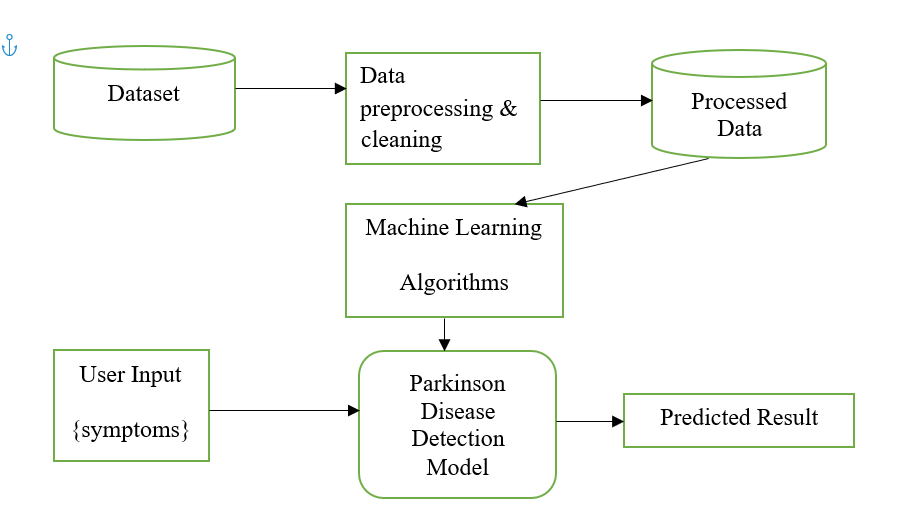 Dataset
Data
preprocessing &
cleaning
Processed
Data
Machine Learning
Algorithms
User Input
{symptoms}
Parkinson
Disease
Detection
Model
Predicted Result